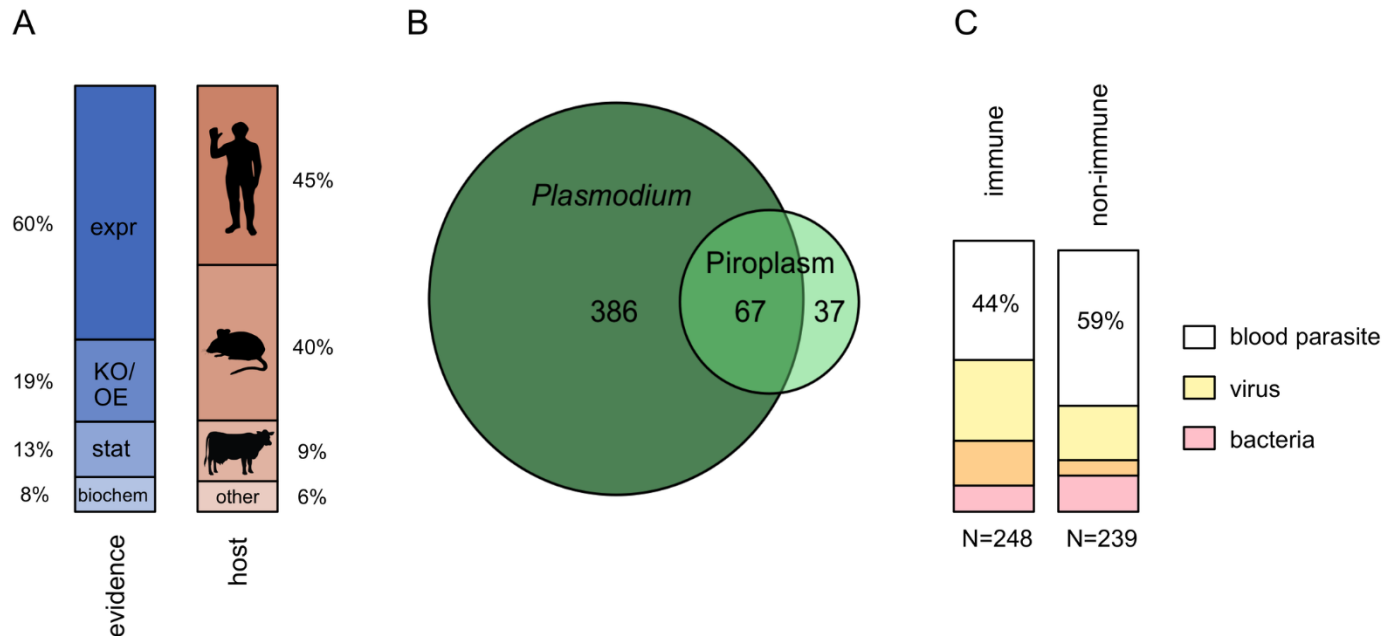 A
60%
19%
13%
8%
expr
KO/
OE
stat
biochem
evidence
45%
40%
9%
6%
other
host
B
Plasmodium
Piroplasm
386
67
37
C
immune
non-immune
44%
59%
N=248
N=239
blood parasite
virus
bacteria